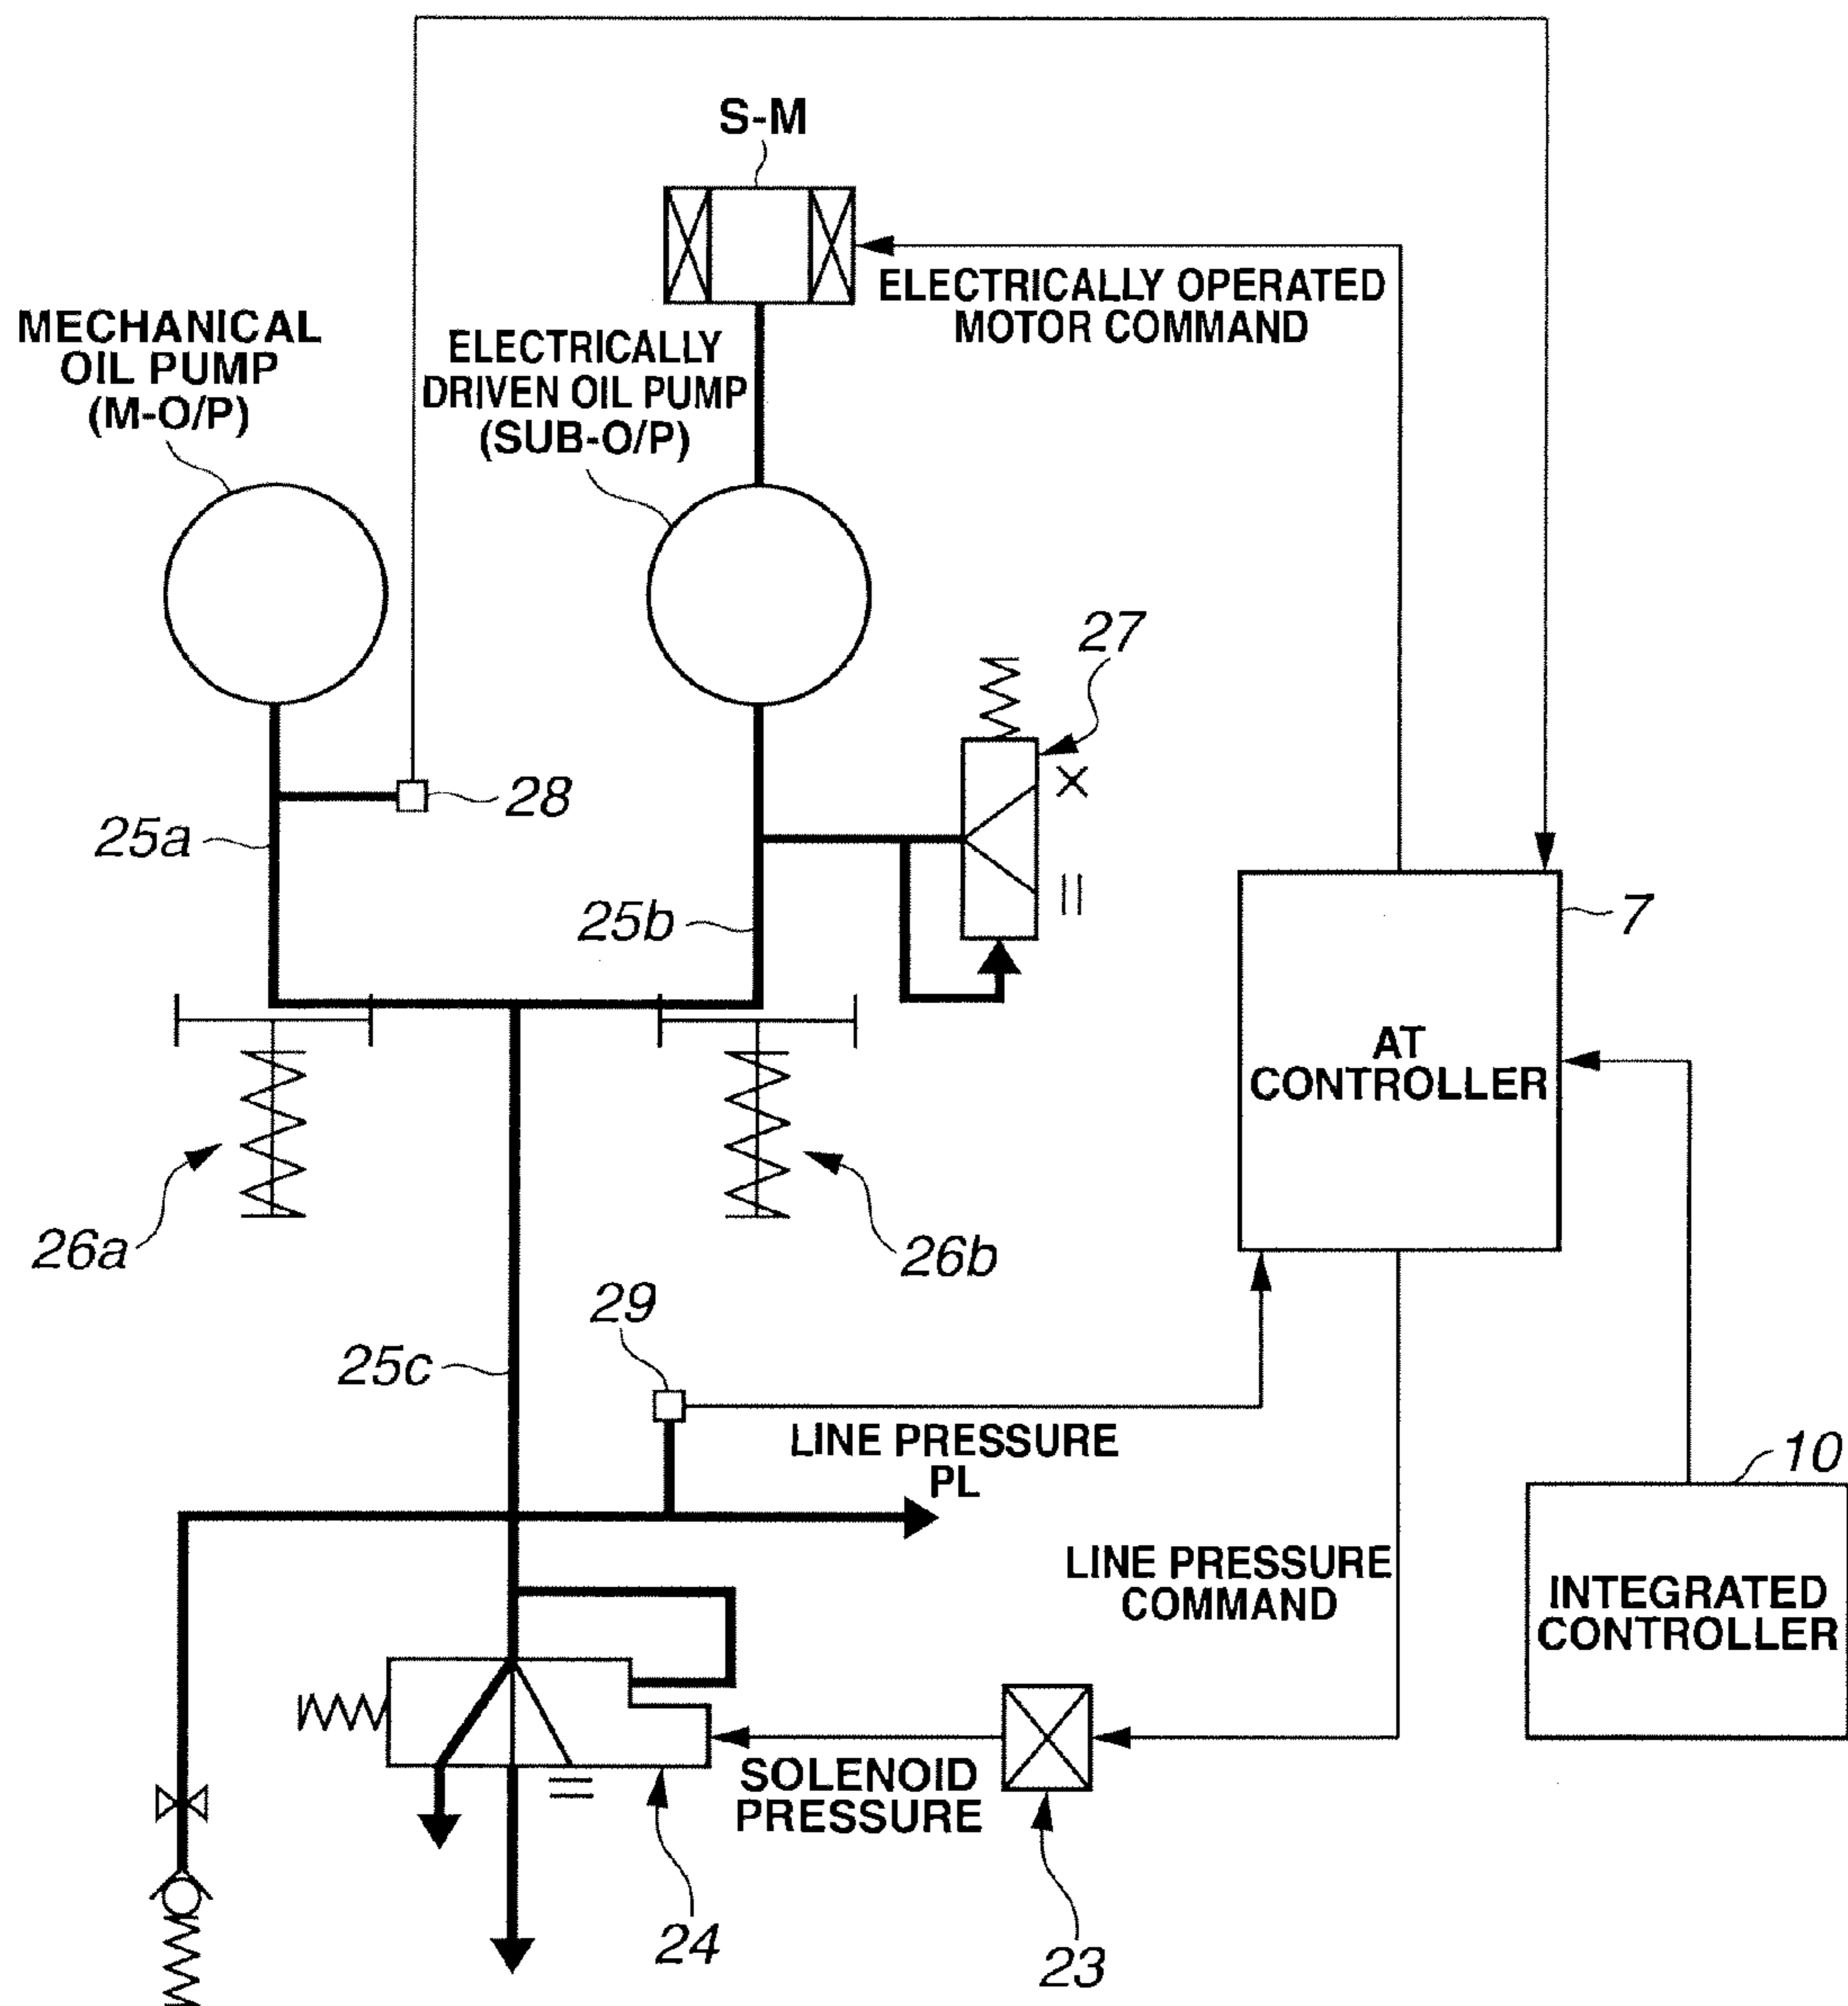 S-M
MECHANICAL
OIL PUMP
(M-O/P)
ELECTRICALLY
DRIVEN OIL PUMP
(SUB-O/P)
ELECTRICALLY OPERATED
MOTOR COMMAND
27
28
25a
25b
7
AT
CONTROLLER
26a
26b
29
25c
LINE PRESSURE
PL
10
LINE PRESSURE
COMMAND
INTEGRATED
CONTROLLER
SOLENOID
PRESSURE
24
23